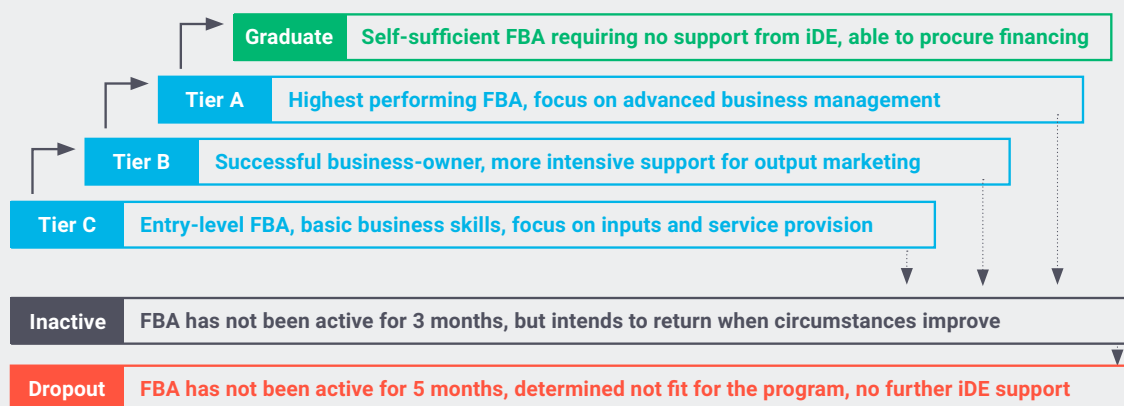 Graduate Self-sufficient FBA requiring no support from iDE, able to procure financing
Tier A Highest performing FBA, focus on advanced business management
Tier B Successful business-owner, more intensive support for output marketing
Tier C Entry-level FBA, basic business skills, focus on inputs and service provision
Inactive FBA has not been active for 3 months, but intends to return when circumstances improve
Dropout FBA has not been active for 5 months, determined not fit for the program, no further iDE support